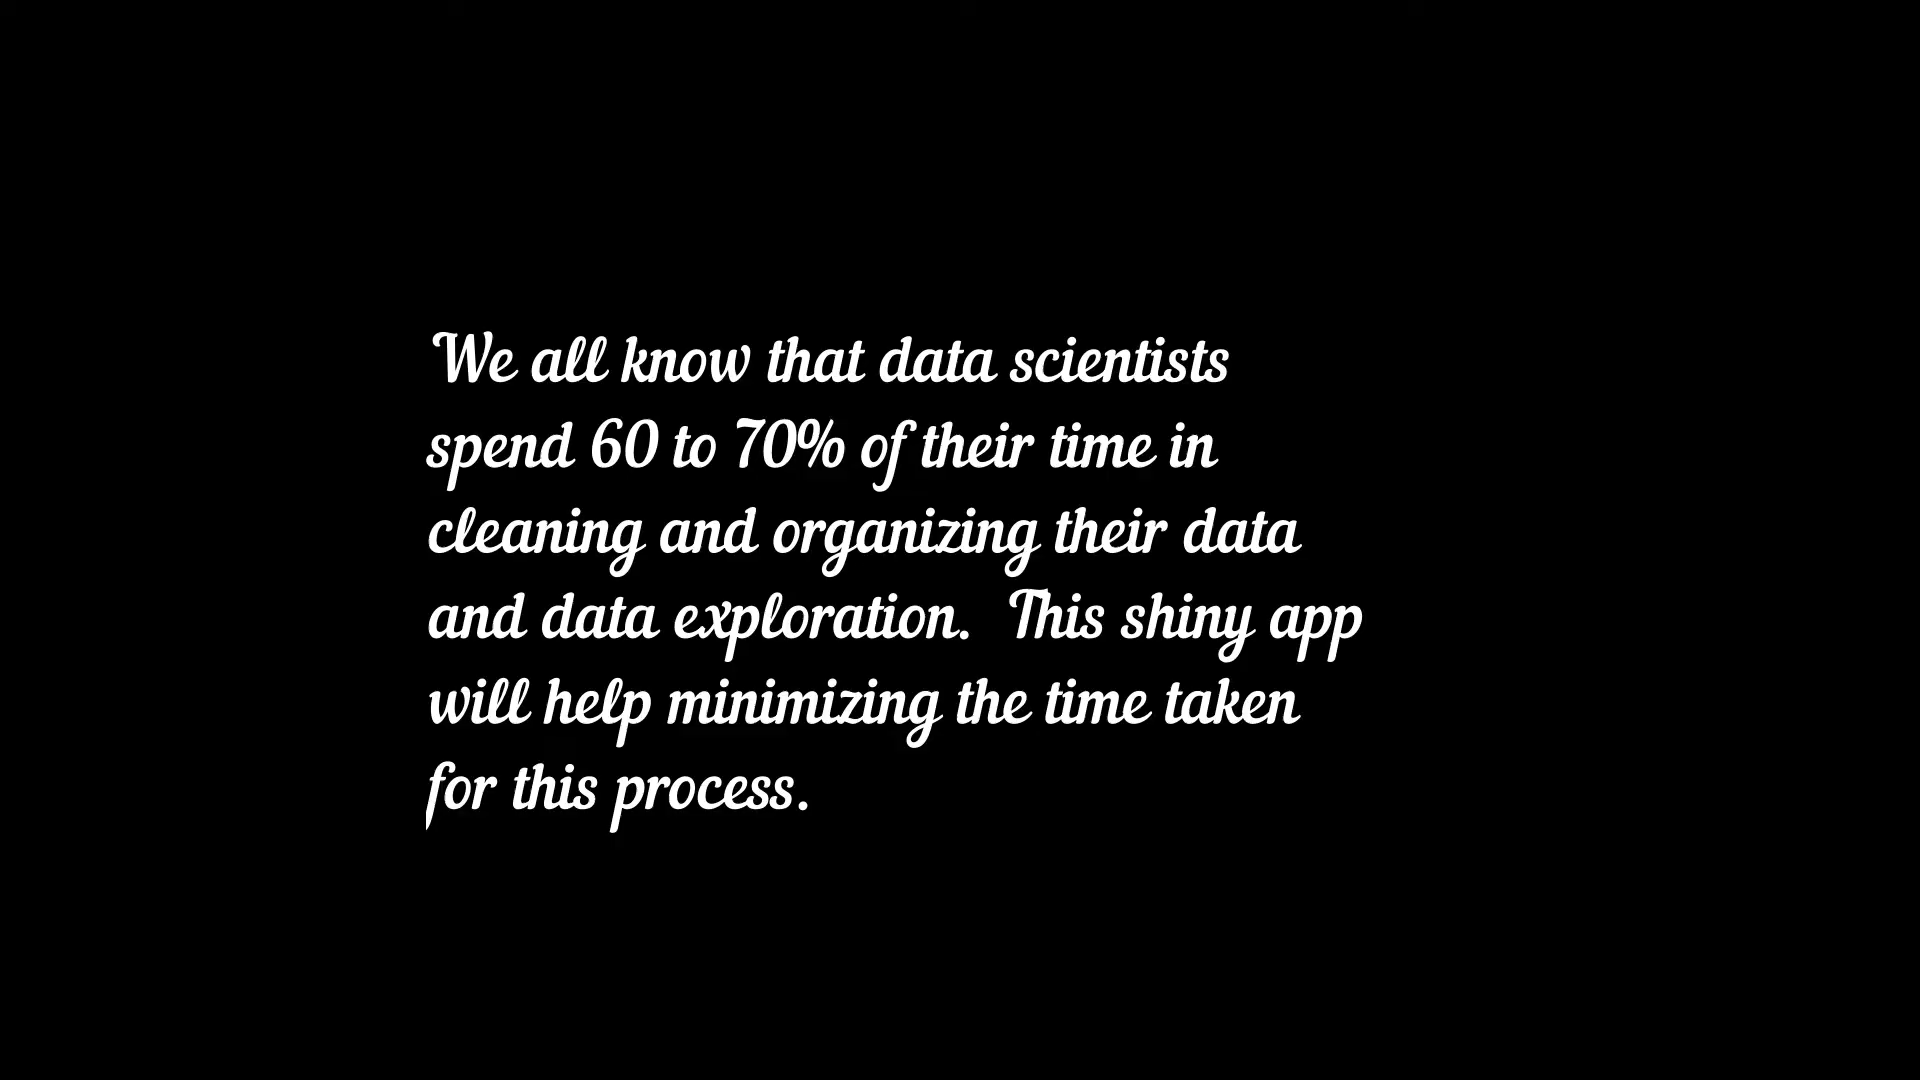 We all know that data scientists
spend 60 to 70% of their time in
cleaning and organizing their data
and data exploration.  This shiny app
will help minimizing the time taken
for this process.